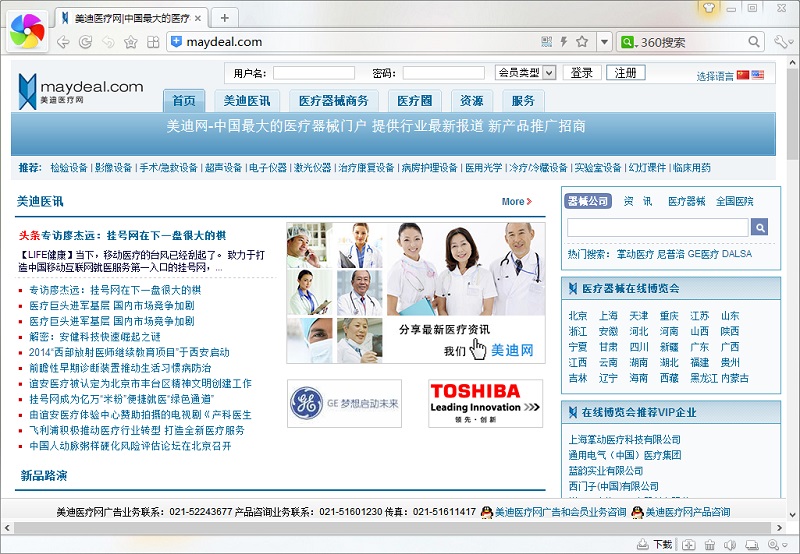 美迪医疗网|中国最大的医疗
maydeal.com
360搜索
用户名: 密码: 会员类型 登录 注册
选择语言
maydeal.com
美迪医疗网
首页 美迪医讯 医疗器械商务 医疗圈 资源 服务
美迪网-中国最大的医疗器械门户 提供行业最新报道 新产品推广招商
推荐: 检验设备 | 影像设备 | 手术/急救设备 | 超声设备 | 电子仪器 | 激光仪器 | 治疗康复设备 | 病房护理设备 | 医用光学 | 冷疗/冷藏设备 | 实验室设备 | 幻灯课件 | 临床用药
美迪医讯 More
头条专访廖杰远：挂号网在下一盘很大的棋
【LIFE健康】当下，移动医疗的台风已经刮起了。 致力于打
造中国移动互联网就医服务第一入口的挂号网，...
专访廖杰远：挂号网在下一盘很大的棋
医疗巨头进军基层 国内市场竞争加剧
医疗巨头进军基层 国内市场竞争加剧
解密：安健科技快速崛起之谜
2014“西部放射医师继续教育项目”于西安启动
前瞻性早期诊断装置推动生活习惯病防治
谊安医疗被认定为北京市丰台区精神文明创建工作
挂号网成为亿万“米粉”便捷就医“绿色通道”
由谊安医疗体验中心赞助拍摄的电视剧《产科医生
飞利浦积极推动医疗行业转型 打造全新医疗服务
中国人动脉粥样硬化风险评估论坛在北京召开
分享最新医疗资讯
我们 美迪网
GE 梦想启动未来
TOSHIBA
Leading Innovation
领先·创新
新品路演
器械公司 资 讯 医疗器械 全国医院
热门搜索： 掌动医疗 尼普洛 GE医疗 DALSA
医疗器械在线博览会
北京 上海 天津 重庆 江苏 山东
浙江 安徽 河北 河南 山西 陕西
宁夏 甘肃 四川 新疆 广东 广西
江西 云南 湖南 湖北 福建 贵州
吉林 辽宁 海南 西藏 黑龙江 内蒙古
在线博览会推荐VIP企业
上海掌动医疗科技有限公司
通用电气（中国）医疗集团
蓝韵实业有限公司
西门子(中国)有限公司
美迪医疗网广告业务联系：021-52243677 产品咨询业务联系：021-51601230 传真：021-51611417 美迪医疗网广告和会员业务咨询 美迪医疗网产品咨询
下载